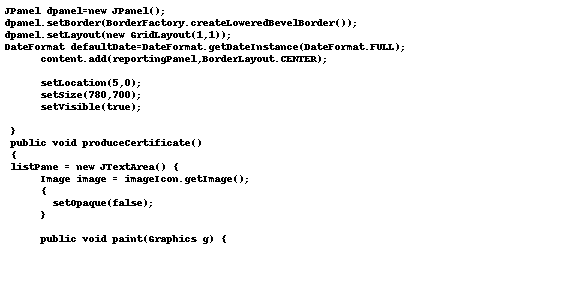 JPanel dpanel=new JPanel();
dpanel.setBorder(BorderFactory.createLoweredBevelBorder());
dpanel.setLayout(new GridLayout(1,1));
DateFormat defaultDate=DateFormat.getDateInstance(DateFormat.FULL);
content.add(reportingPanel,BorderLayout.CENTER);
setLocation(5,0);
setSize(780,700);
setVisible(true);
}
public void produceCertificate()
{
listPane = new JTextArea() {
Image image = imageIcon.getImage();
{
setOpaque(false);
}
public void paint(Graphics g) {